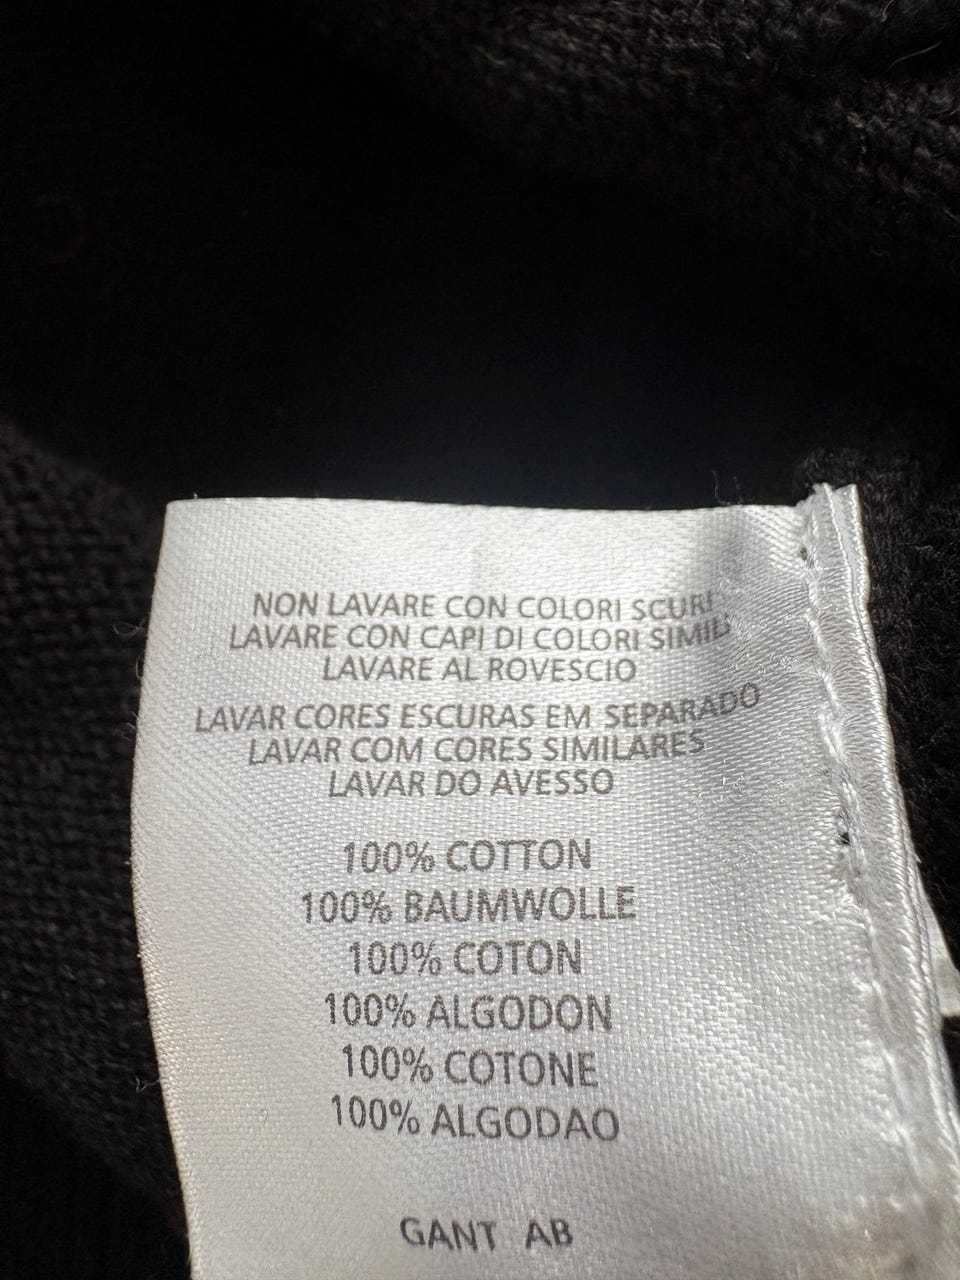 NON LAVARE CON COLORI SCURI
LAVARE CON CAPI DI COLORI SIMILI
LAVARE AL ROVESCIO
LAVAR CORES ESCURAS EM SEPARADO
LAVAR COM CORES SIMILARES
LAVAR DO AVESSO
100% COTTON
100% BAUMWOLLE
100% COTON
100% ALGODON
100% COTONE
100% ALGODAO
GANT AB